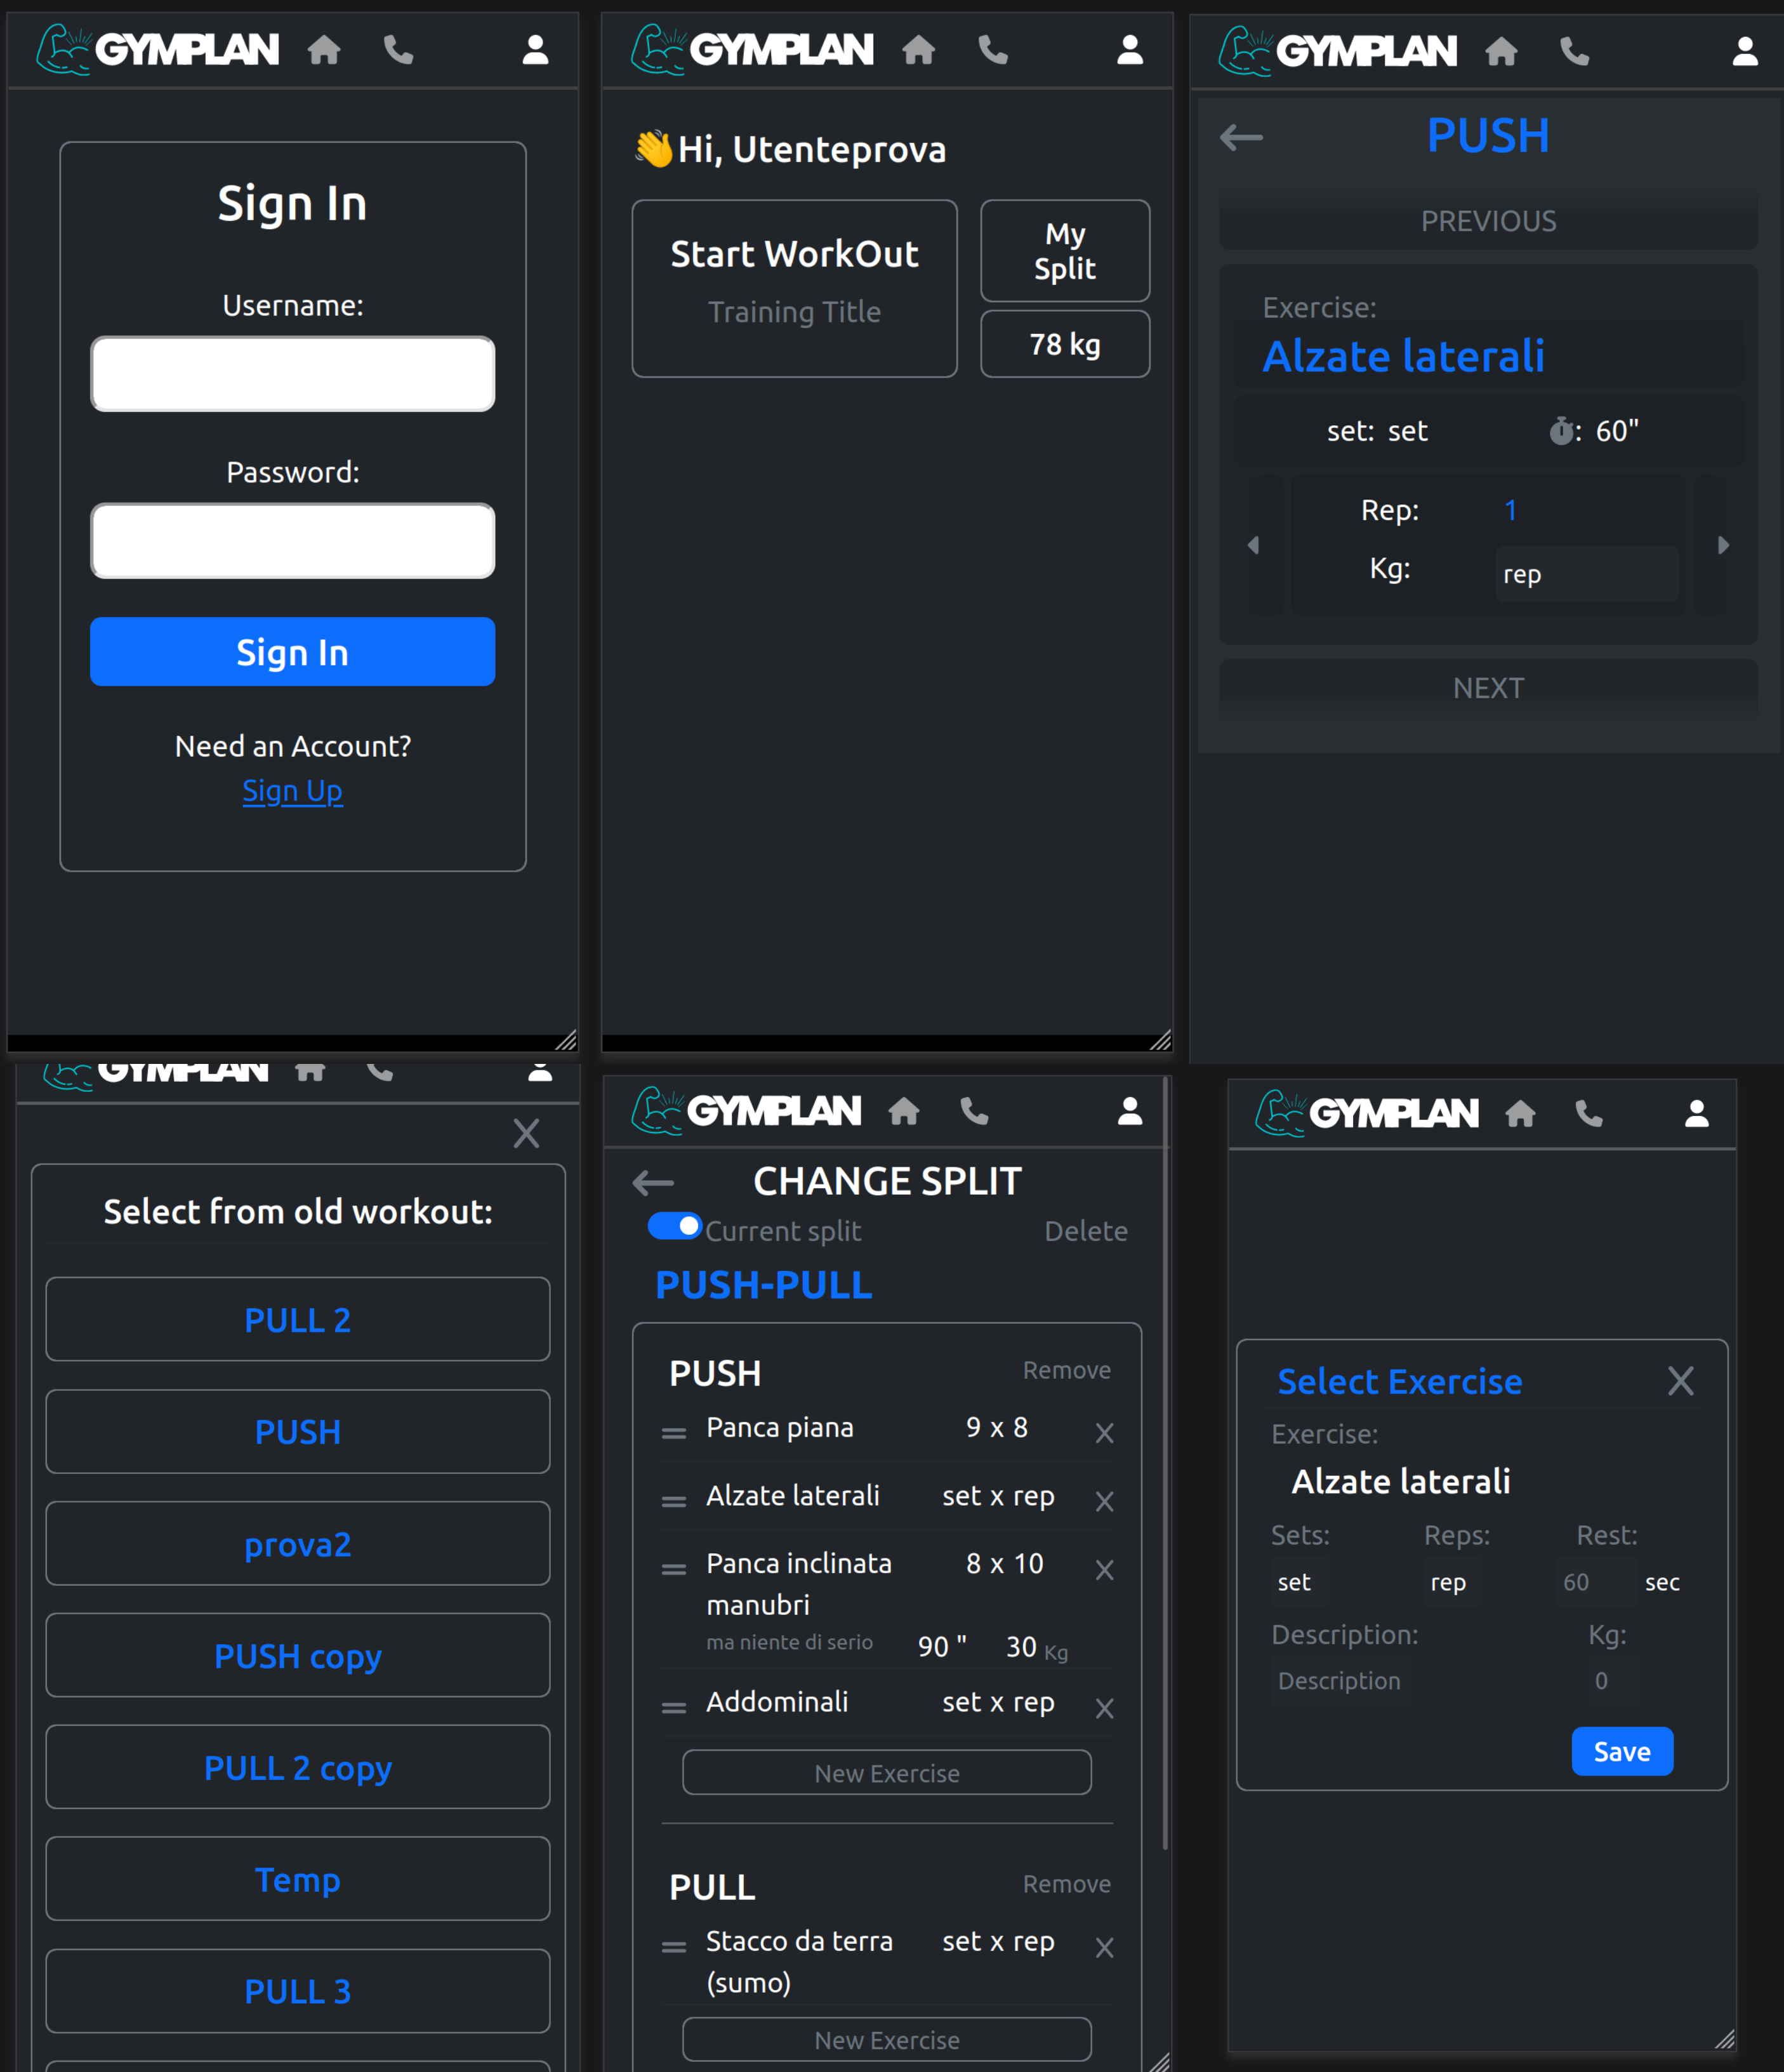 GYMPLAN
Sign In
Username:
Password:
Sign In
Need an Account?
Sign Up
GYMPLAN
👋Hi, Utenteprova
Start WorkOut
Training Title
My
Split
78 kg
GYMPLAN
PUSH
PREVIOUS
Exercise:
Alzate laterali
set: set : 60"
Rep: 1
Kg: rep
NEXT
GYMPLAN
Select from old workout:
PULL 2
PUSH
prova2
PUSH copy
PULL 2 copy
Temp
PULL 3
GYMPLAN
CHANGE SPLIT
Current split Delete
PUSH-PULL
PUSH Remove
Panca piana 9 x 8
Alzate laterali set x rep
Panca inclinata 8 x 10
manubri
ma niente di serio 90 " 30 Kg
Addominali set x rep
New Exercise
PULL Remove
Stacco da terra set x rep
(sumo)
New Exercise
GYMPLAN
Select Exercise
Exercise:
Alzate laterali
Sets: Reps: Rest:
set rep 60 sec
Description: Kg:
Description 0
Save